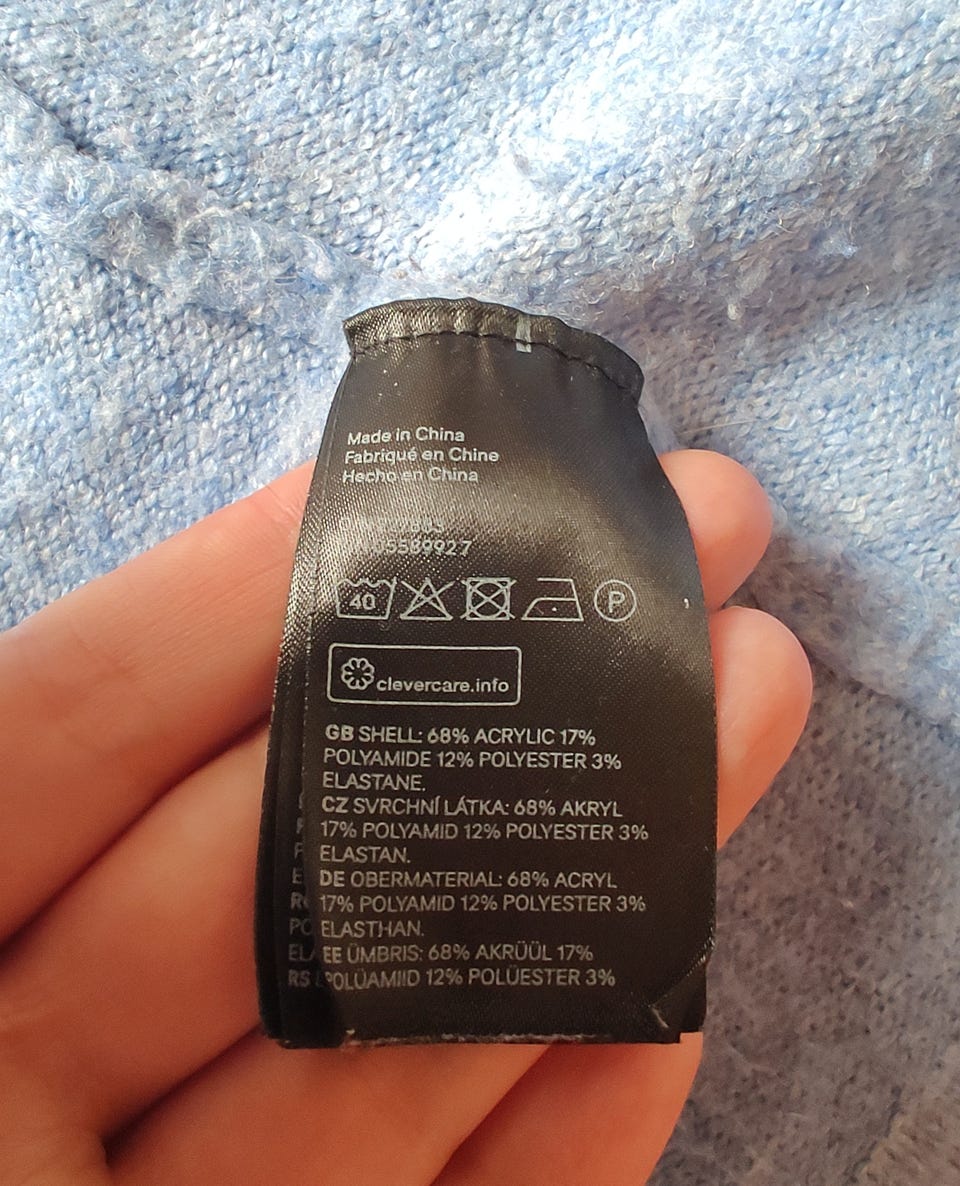 Made in China
Fabriqué en Chine
Hecho en China
40
P
clevercare.info
GB SHELL: 68% ACRYLIC 17%
POLYAMIDE 12% POLYESTER 3%
ELASTANE.
CZ SVRCHNÍ LÁTKA: 68% AKRYL
17% POLYAMID 12% POLYESTER 3%
ELASTAN.
DE OBERMATERIAL: 68% ACRYL
17% POLYAMID 12% POLYESTER 3%
ELASTHAN.
EE ÜMBRIS: 68% AKRÜÜL 17%
RS
POLÜAMIID 12% POLÜESTER 3%